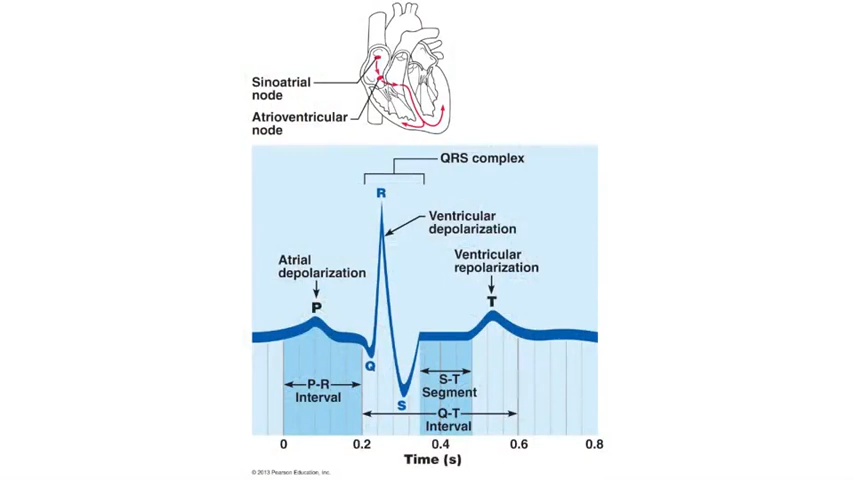 Sinoatrial
node
Atrioventricular
node
QRS complex
R
Ventricular
depolarization
Atrial
depolarization
Ventricular
repolarization
P
T
Q
P-R
Interval
S-T
Segment
S
Q-T
Interval
0
0.2
0.4
0.6
0.8
Time (s)
© 2013 Pearson Education, Inc.